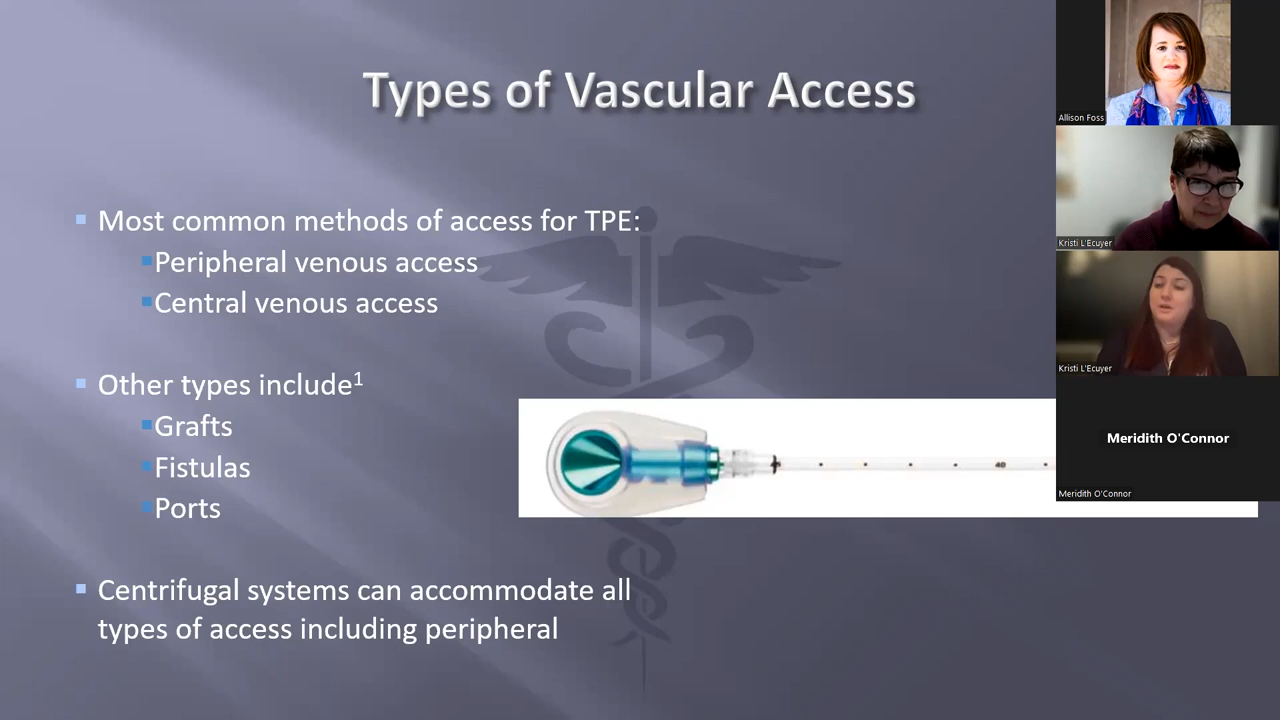 Types of Vascular Access
Most common methods of access for TPE:
Peripheral venous access
Central venous access
Other types include1
Grafts
Fistulas
Ports
Centrifugal systems can accommodate all
types of access including peripheral
40
Allison Foss
Kristi L'Ecuyer
Kristi L'Ecuyer
Meridith O'Connor
Meridith O'Connor